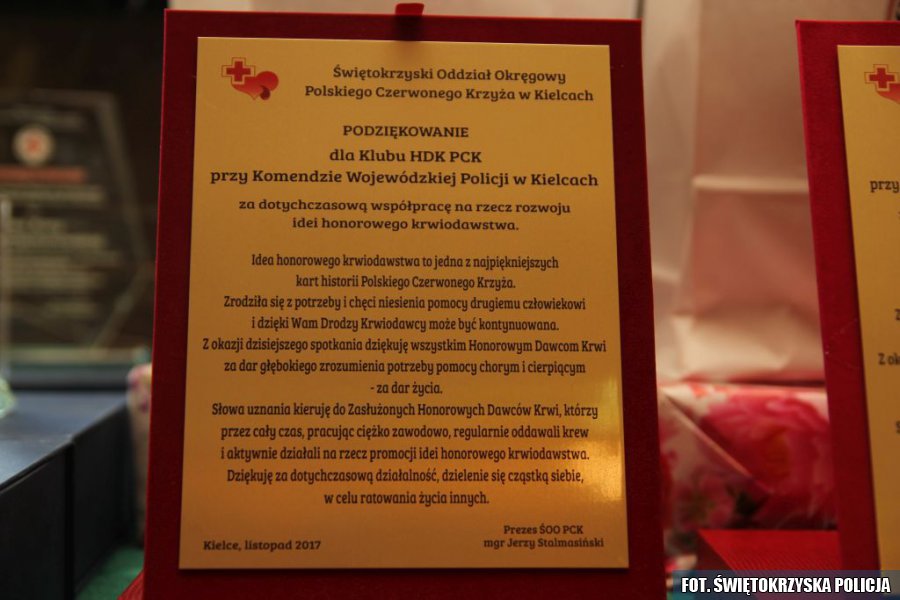 Świętokrzyski Oddział Okręgowy
Polskiego Czerwonego Krzyża w Kielcach
PODZIĘKOWANIE
dla Klubu HDK PCK
przy Komendzie Wojewódzkiej Policji w Kielcach
za dotychczasową współpracę na rzecz rozwoju
idei honorowego krwiodawstwa.
Idea honorowego krwiodawstwa to jedna z najpiękniejszych
kart historii Polskiego Czerwonego Krzyża.
Zrodziła się z potrzeby i chęci niesienia pomocy drugiemu człowiekowi
i dzięki Wam Drodzy Krwiodawcy może być kontynuowana.
Z okazji dzisiejszego spotkania dziękuję wszystkim Honorowym Dawcom Krwi
za dar głębokiego zrozumienia potrzeby pomocy chorym i cierpiącym
- za dar życia.
Słowa uznania kieruję do Zasłużonych Honorowych Dawców Krwi, którzy
przez cały czas, pracując ciężko zawodowo, regularnie oddawali krew
i aktywnie działali na rzecz promocji idei honorowego krwiodawstwa.
Dziękuję za dotychczasową działalność, dzielenie się cząstką siebie,
w celu ratowania życia innych.
Prezes ŚOO PCK
Kielce, listopad 2017
mgr Jerzy Stalmasiński
przy
Z
FOT. ŚWIĘTOKRZYSKA POLICJA